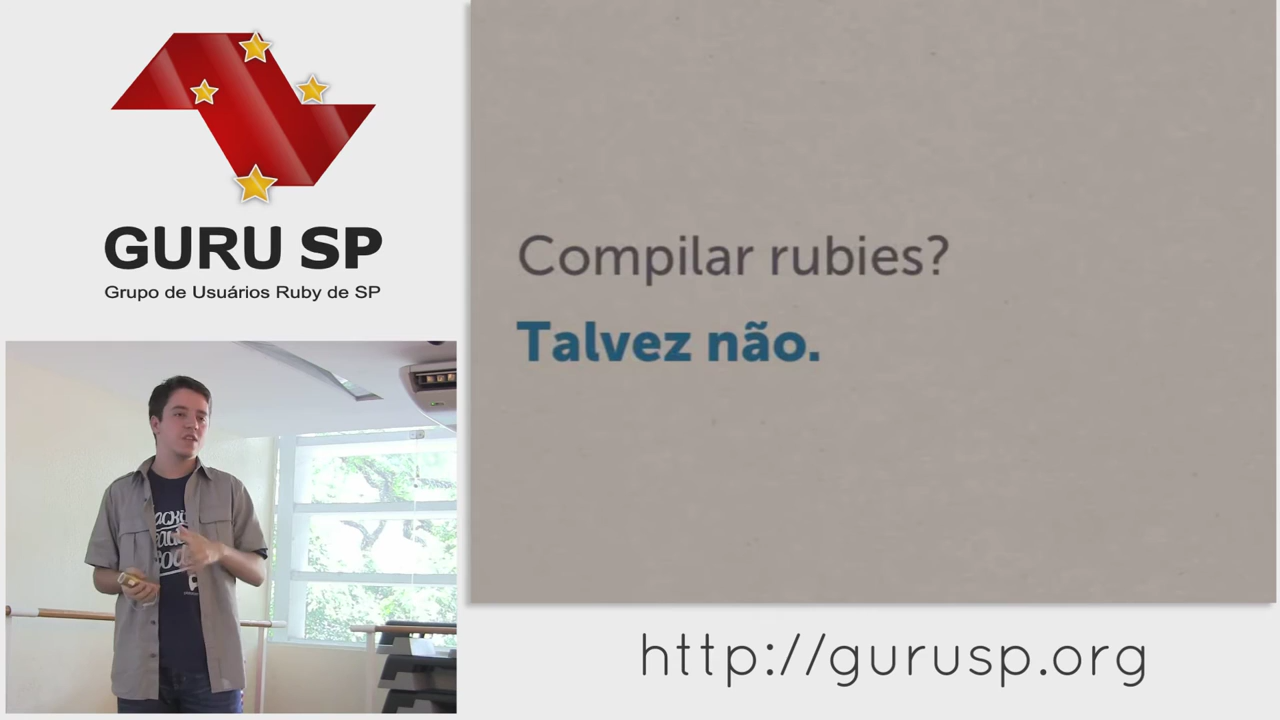 GURU SP
Grupo de Usuários Ruby de SP
Compilar rubies?
Talvez não.
http://gurusp.org